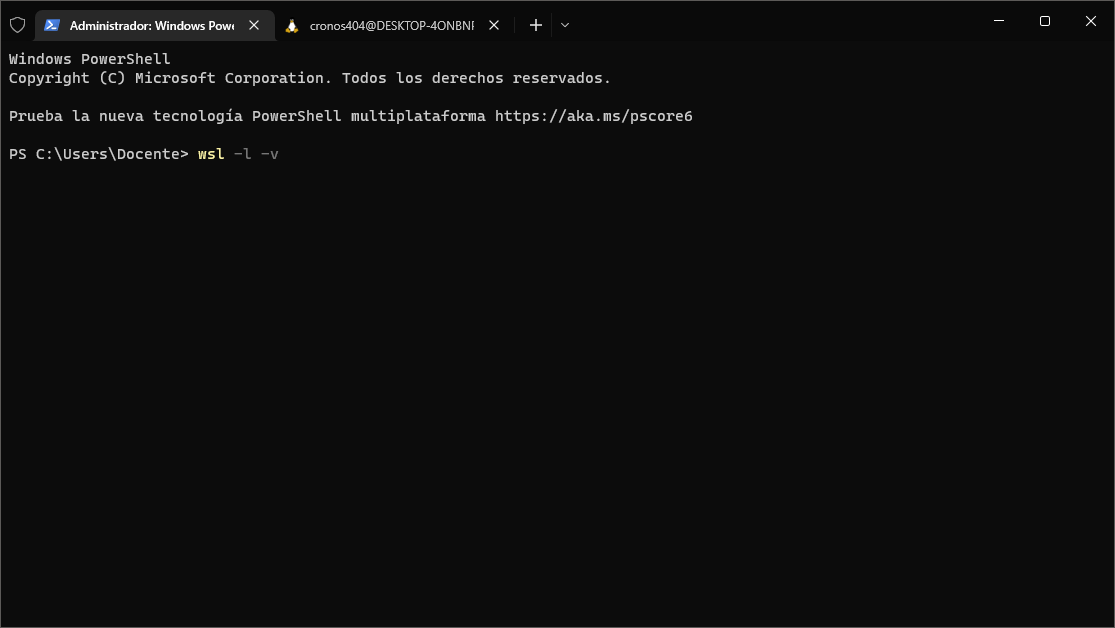 Administrador: Windows Powe
cronos404@DESKTOP-4ONBNF
Windows PowerShell
Copyright (C) Microsoft Corporation. Todos los derechos reservados.
Prueba la nueva tecnología PowerShell multiplataforma https://aka.ms/pscore6
PS C:\Users\Docente> wsl -l -v